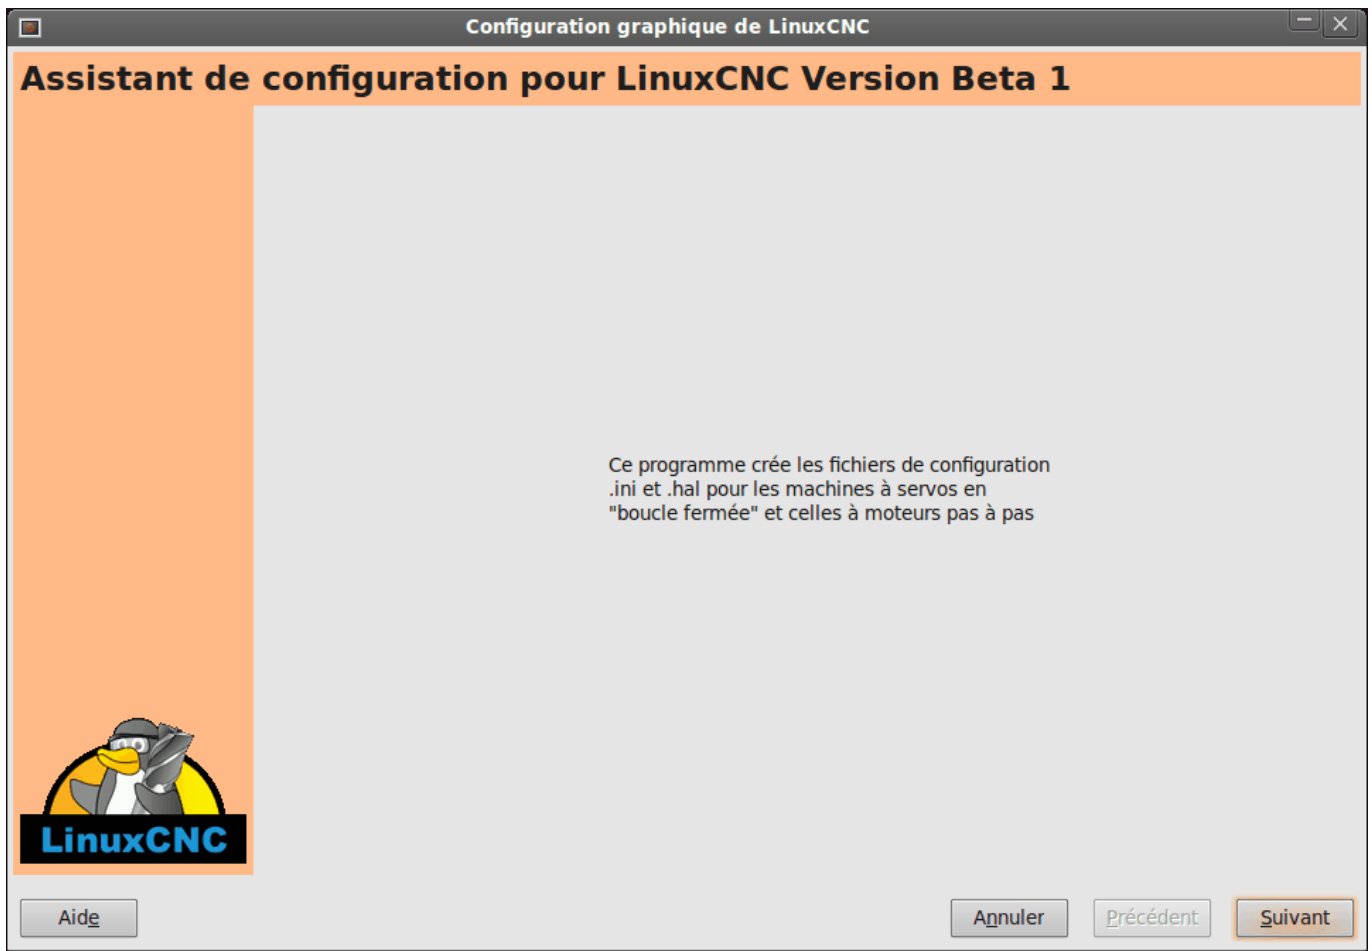 Configuration graphique de LinuxCNC
Assistant de configuration pour LinuxCNC Version Beta 1
Ce programme crée les fichiers de configuration
.ini et .hal pour les machines à servos en
"boucle fermée" et celles à moteurs pas à pas
LinuxCNC
Aide
Annuler
Précédent
Suivant